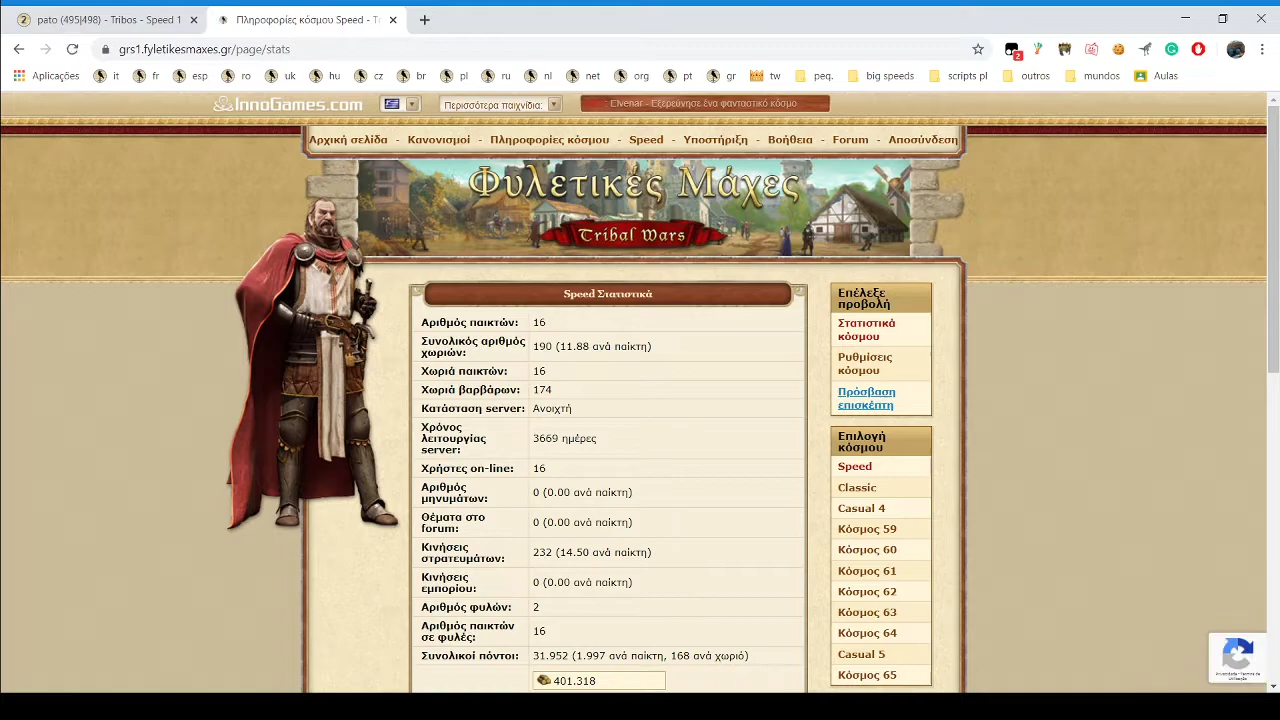 pato (495|498) - Tribos - Speed 1
Πληροφορίες κόσμου Speed - Τι
grs1.fyletikesmaxes.gr/page/stats
2
Aplicações it fr esp ro uk hu cz br pl ru nl net org pt gr tw peq. big speeds scripts pl outros mundos Aulas
InnoGames.com Περισσότερα παιχνίδια: Elvenar - Εξερεύνησε ένα φανταστικό κόσμο
Αρχική σελίδα - Κανονισμοί - Πληροφορίες κόσμου - Speed - Υποστήριξη - Βοήθεια - Forum - Αποσύνδεση
Φυλετικές Μάχες
Tribal Wars
Speed Στατιστικά
Αριθμός παικτών: 16
Συνολικός αριθμός
χωριών: 190 (11.88 ανά παίκτη)
Χωριά παικτών: 16
Χωριά βαρβάρων: 174
Κατάσταση server: Ανοιχτή
Χρόνος
λειτουργίας
server: 3669 ημέρες
Χρήστες on-line: 16
Αριθμός
μηνυμάτων: 0 (0.00 ανά παίκτη)
Θέματα στο
forum: 0 (0.00 ανά παίκτη)
Κινήσεις
στρατευμάτων: 232 (14.50 ανά παίκτη)
Κινήσεις
εμπορίου: 0 (0.00 ανά παίκτη)
Αριθμός φυλών: 2
Αριθμός παικτών
σε φυλές: 16
Συνολικοί πόντοι: 31.952 (1.997 ανά παίκτη, 168 ανά χωριό)
401.318
Επέλεξε
προβολή
Στατιστικά
κόσμου
Ρυθμίσεις
κόσμου
Πρόσβαση
επισκέπτη
Επιλογή
κόσμου
Speed
Classic
Casual 4
Κόσμος 59
Κόσμος 60
Κόσμος 61
Κόσμος 62
Κόσμος 63
Κόσμος 64
Casual 5
Κόσμος 65